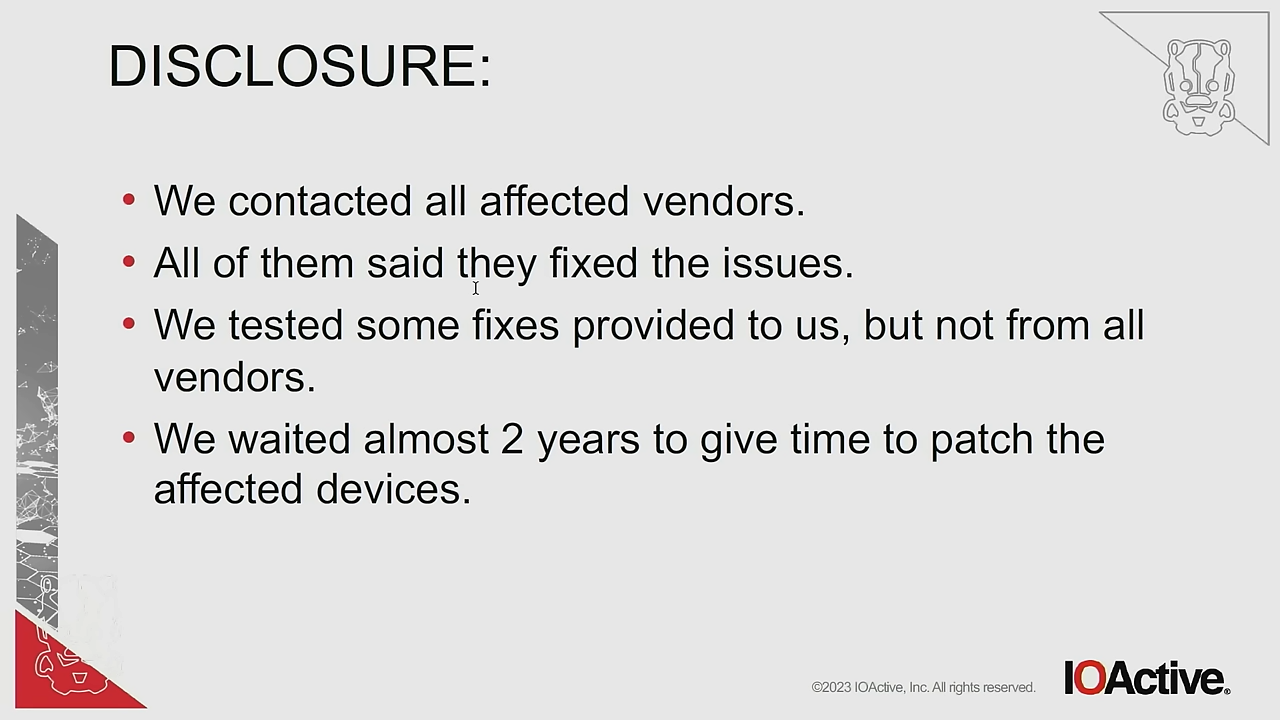 DISCLOSURE:
• We contacted all affected vendors.
• All of them said they fixed the issues.
• We tested some fixes provided to us, but not from all
vendors.
• We waited almost 2 years to give time to patch the
affected devices.
©2023 IOActive, Inc. All rights reserved.
IOActive®